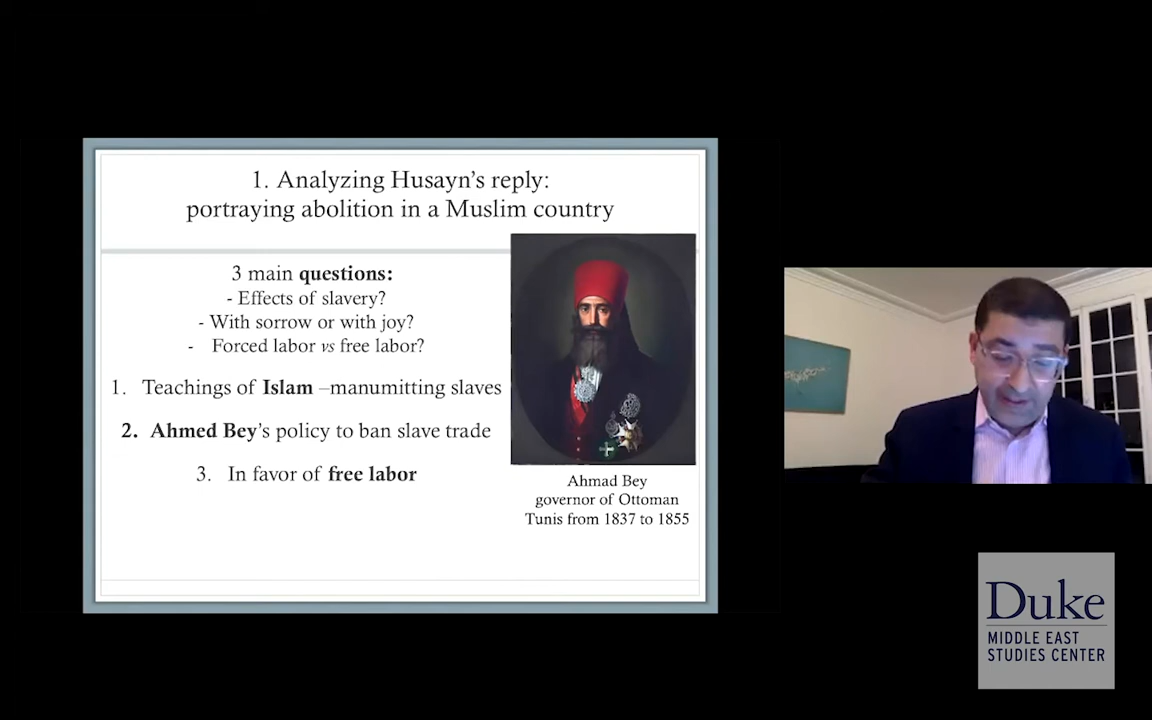 1. Analyzing Husayn's reply:
portraying abolition in a Muslim country
3 main questions:
- Effects of slavery?
- With sorrow or with joy?
- Forced labor vs free labor?
1. Teachings of Islam –manumitting slaves
2. Ahmed Bey's policy to ban slave trade
3. In favor of free labor
Ahmad Bey
governor of Ottoman
Tunis from 1837 to 1855
Duke
MIDDLE EAST
STUDIES CENTER